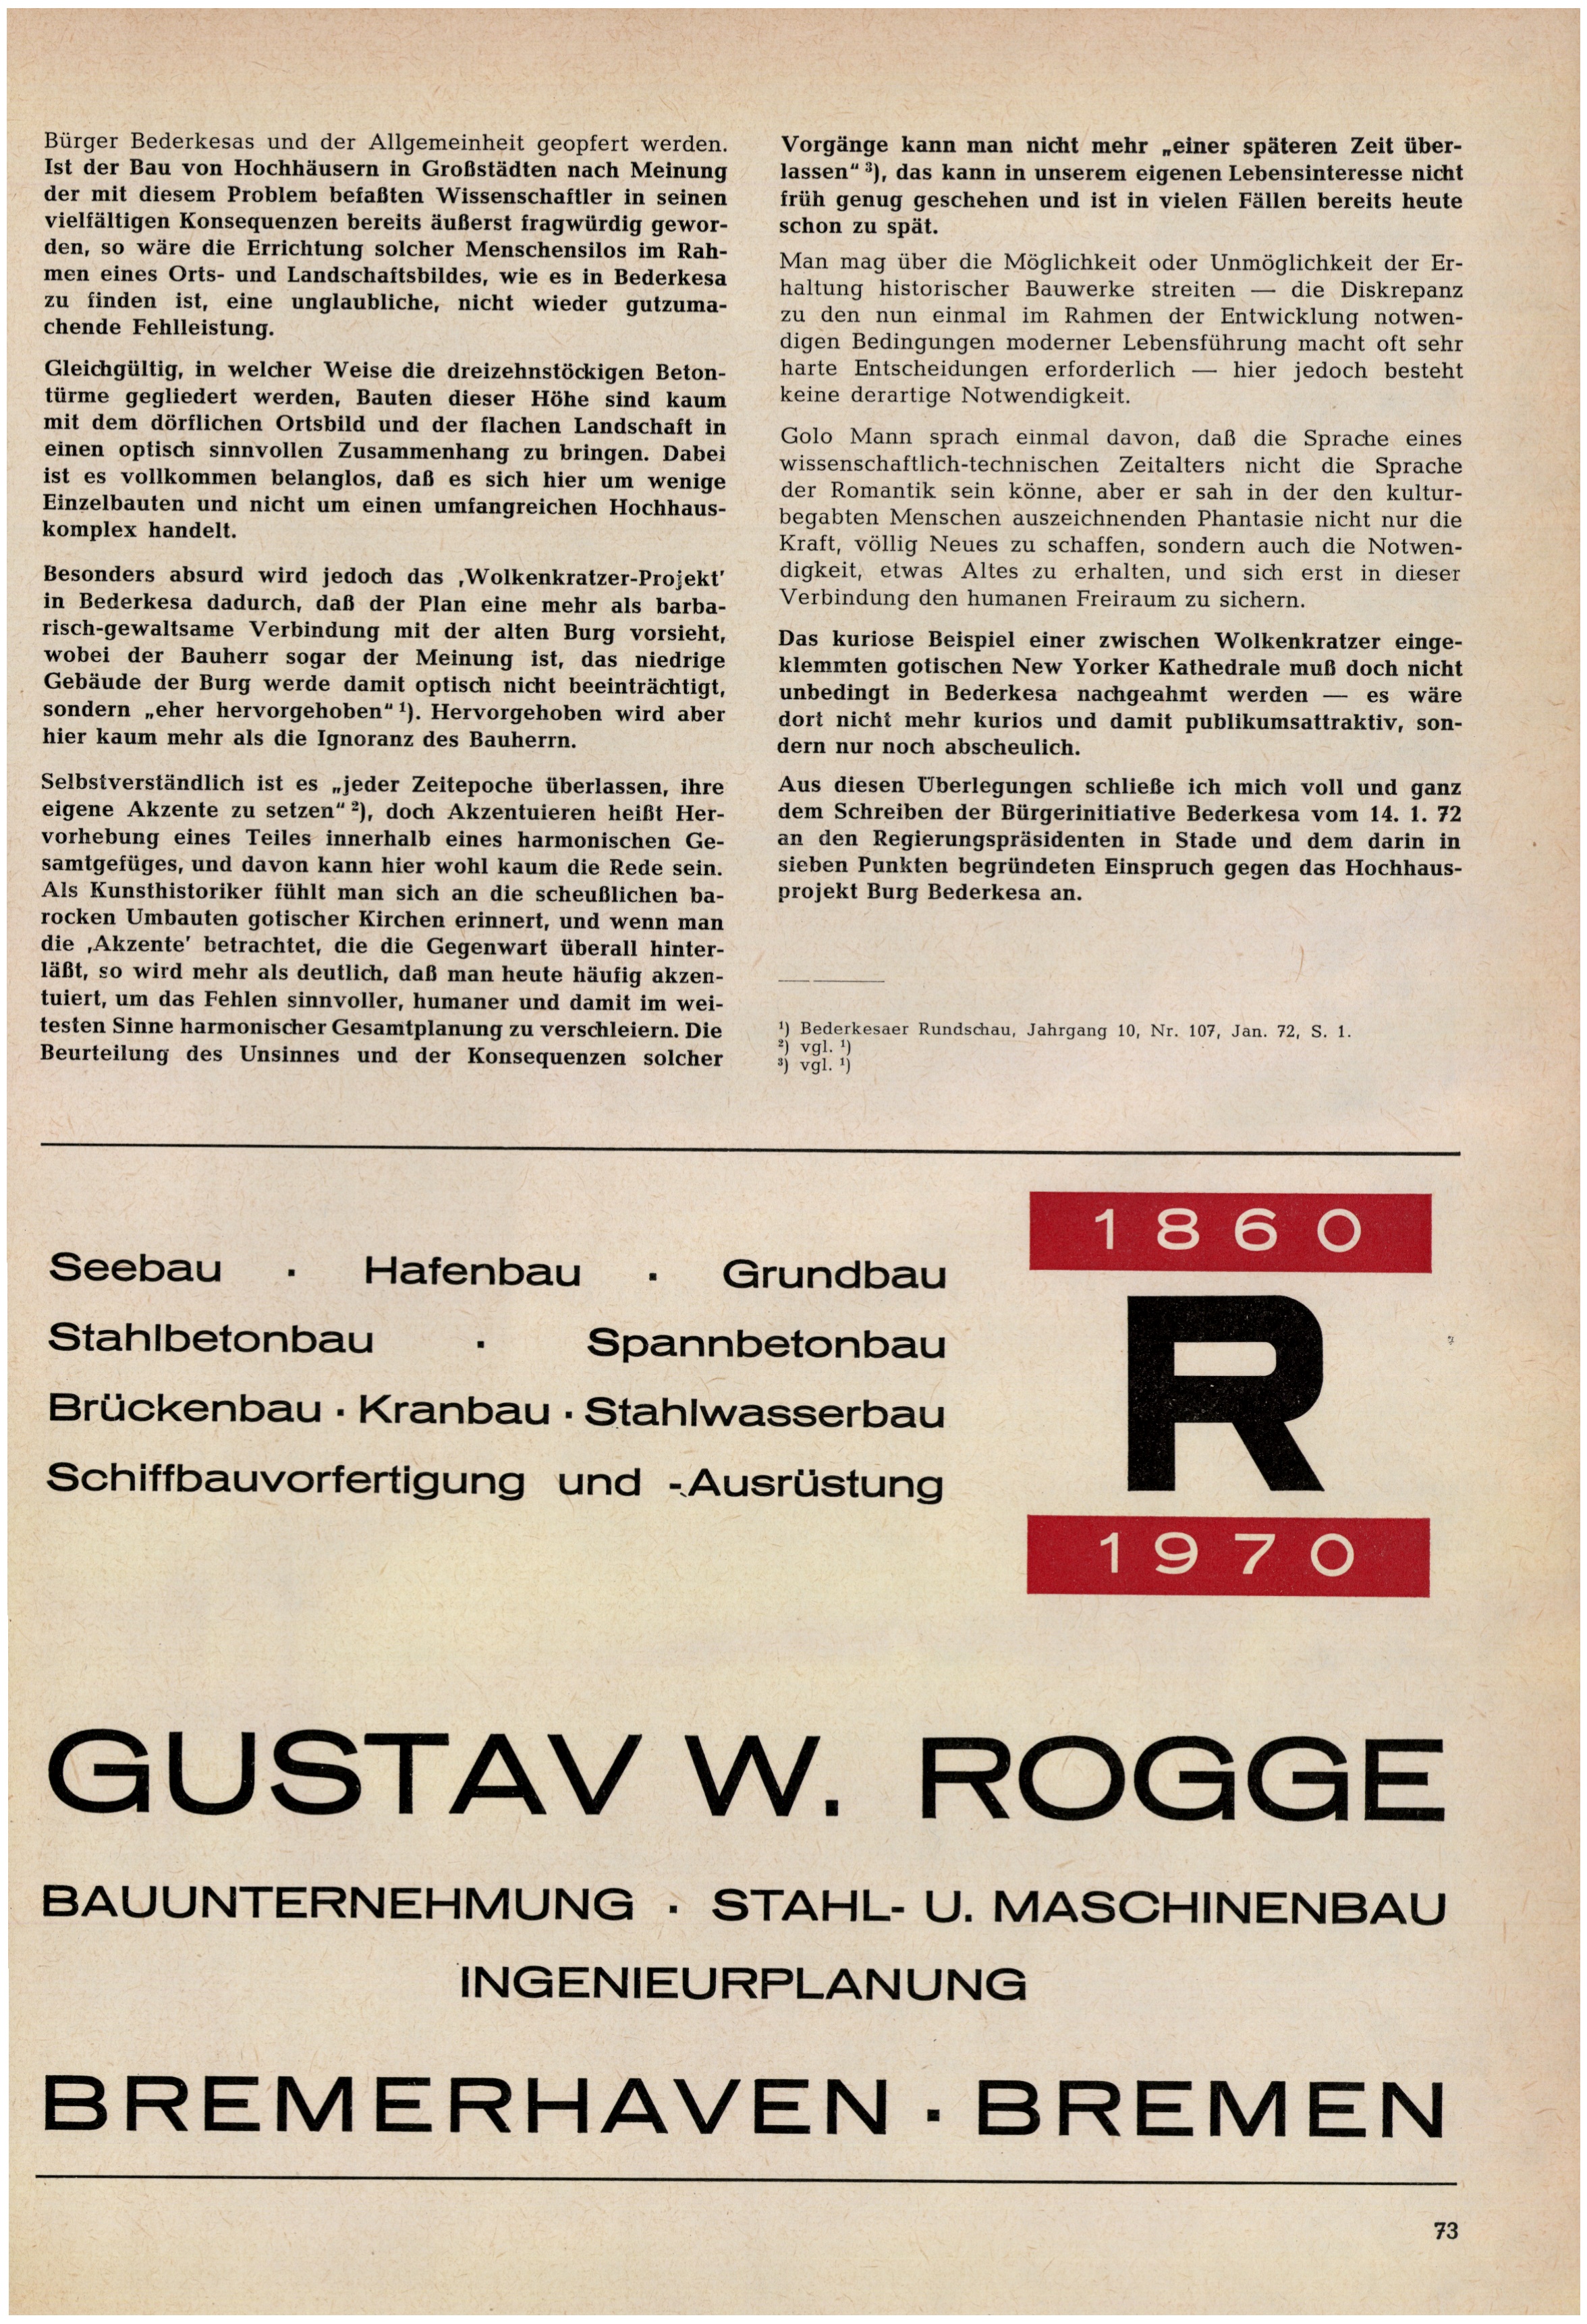 Bürger Bederkesas und der Allgemeinheit geopfert werden.
Ist der Bau von Hochhäusern in Großstädten nach Meinung
der mit diesem Problem befaßten Wissenschaftler in seinen
vielfältigen Konsequenzen bereits äußerst fragwürdig gewor-
den, so wäre die Errichtung solcher Menschensilos im Rah-
men eines Orts- und Landschaftsbildes, wie es in Bederkesa
zu finden ist, eine unglaubliche, nicht wieder gutzuma-
chende Fehlleistung.
Gleichgültig, in welcher Weise die dreizehnstöckigen Beton-
türme gegliedert werden, Bauten dieser Höhe sind kaum
mit dem dörflichen Ortsbild und der flachen Landschaft in
einen optisch sinnvollen Zusammenhang zu bringen. Dabei
ist es vollkommen belanglos, daß es sich hier um wenige
Einzelbauten und nicht um einen umfangreichen Hochhaus-
komplex handelt.
Besonders absurd wird jedoch das ‚Wolkenkratzer-Projekt'
in Bederkesa dadurch, daß der Plan eine mehr als barba-
risch-gewaltsame Verbindung mit der alten Burg vorsieht,
wobei der Bauherr sogar der Meinung ist, das niedrige
Gebäude der Burg werde damit optisch nicht beeinträchtigt,
sondern „eher hervorgehoben“ ¹). Hervorgehoben wird aber
hier kaum mehr als die Ignoranz des Bauherrn.
Selbstverständlich ist es „jeder Zeitepoche überlassen, ihre
eigene Akzente zu setzen“ ²), doch Akzentuieren heißt Her-
vorhebung eines Teiles innerhalb eines harmonischen Ge-
samtgefüges, und davon kann hier wohl kaum die Rede sein.
Als Kunsthistoriker fühlt man sich an die scheußlichen ba-
rocken Umbauten gotischer Kirchen erinnert, und wenn man
die ‚Akzente' betrachtet, die die Gegenwart überall hinter-
läßt, so wird mehr als deutlich, daß man heute häufig akzen-
tuiert, um das Fehlen sinnvoller, humaner und damit im wei-
testen Sinne harmonischer Gesamtplanung zu verschleiern. Die
Beurteilung des Unsinnes und der Konsequenzen solcher
Vorgänge kann man nicht mehr „einer späteren Zeit über-
lassen“ ³), das kann in unserem eigenen Lebensinteresse nicht
früh genug geschehen und ist in vielen Fällen bereits heute
schon zu spät.
Man mag über die Möglichkeit oder Unmöglichkeit der Er-
haltung historischer Bauwerke streiten — die Diskrepanz
zu den nun einmal im Rahmen der Entwicklung notwen-
digen Bedingungen moderner Lebensführung macht oft sehr
harte Entscheidungen erforderlich — hier jedoch besteht
keine derartige Notwendigkeit.
Golo Mann sprach einmal davon, daß die Sprache eines
wissenschaftlich-technischen Zeitalters nicht die Sprache
der Romantik sein könne, aber er sah in der den kultur-
begabten Menschen auszeichnenden Phantasie nicht nur die
Kraft, völlig Neues zu schaffen, sondern auch die Notwen-
digkeit, etwas Altes zu erhalten, und sich erst in dieser
Verbindung den humanen Freiraum zu sichern.
Das kuriose Beispiel einer zwischen Wolkenkratzer einge-
klemmten gotischen New Yorker Kathedrale muß doch nicht
unbedingt in Bederkesa nachgeahmt werden — es wäre
dort nicht mehr kurios und damit publikumsattraktiv, son-
dern nur noch abscheulich.
Aus diesen Überlegungen schließe ich mich voll und ganz
dem Schreiben der Bürgerinitiative Bederkesa vom 14. 1. 72
an den Regierungspräsidenten in Stade und dem darin in
sieben Punkten begründeten Einspruch gegen das Hochhaus-
projekt Burg Bederkesa an.
¹) Bederkesaer Rundschau, Jahrgang 10, Nr. 107, Jan. 72, S. 1.
²) vgl. ¹)
³) vgl. ¹)
Seebau · Hafenbau · Grundbau
Stahlbetonbau · Spannbetonbau
Brückenbau · Kranbau · Stahlwasserbau
Schiffbauvorfertigung und -Ausrüstung
1860
R
1970
GUSTAV W. ROGGE
BAUUNTERNEHMUNG · STAHL- U. MASCHINENBAU
INGENIEURPLANUNG
BREMERHAVEN · BREMEN
73